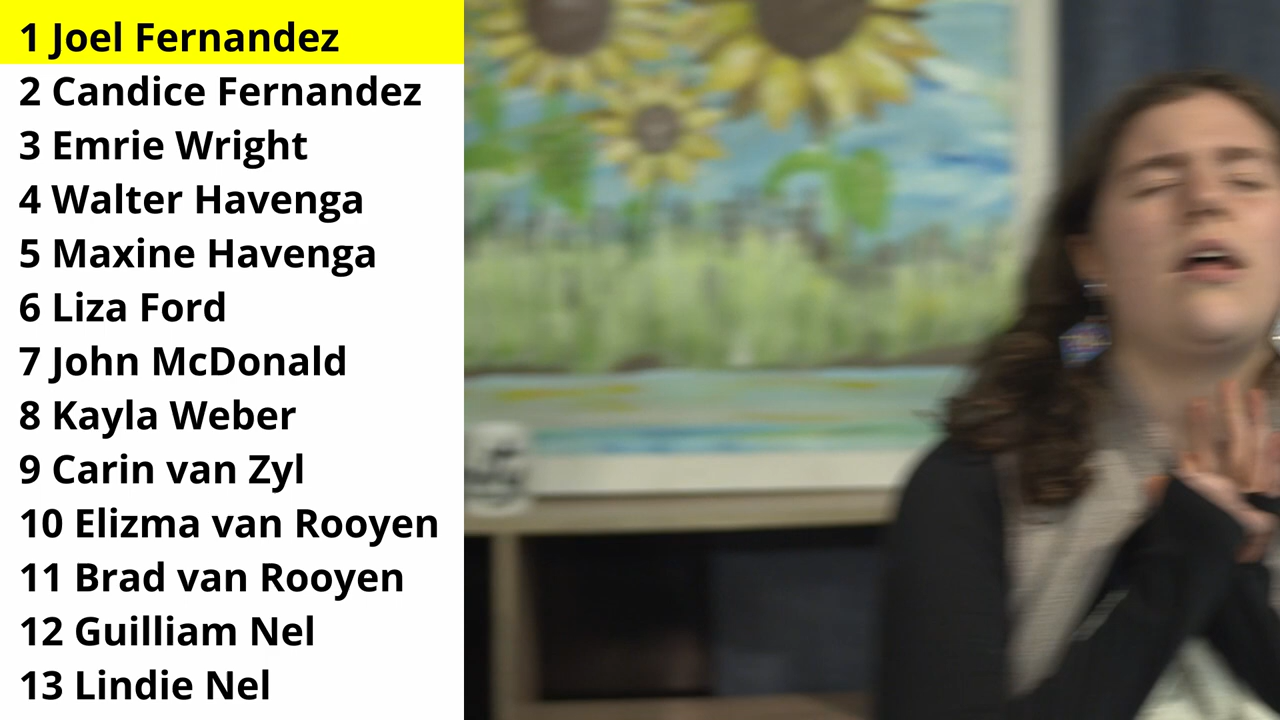 1 Joel Fernandez
2 Candice Fernandez
3 Emrie Wright
4 Walter Havenga
5 Maxine Havenga
6 Liza Ford
7 John McDonald
8 Kayla Weber
9 Carin van Zyl
10 Elizma van Rooyen
11 Brad van Rooyen
12 Guilliam Nel
13 Lindie Nel